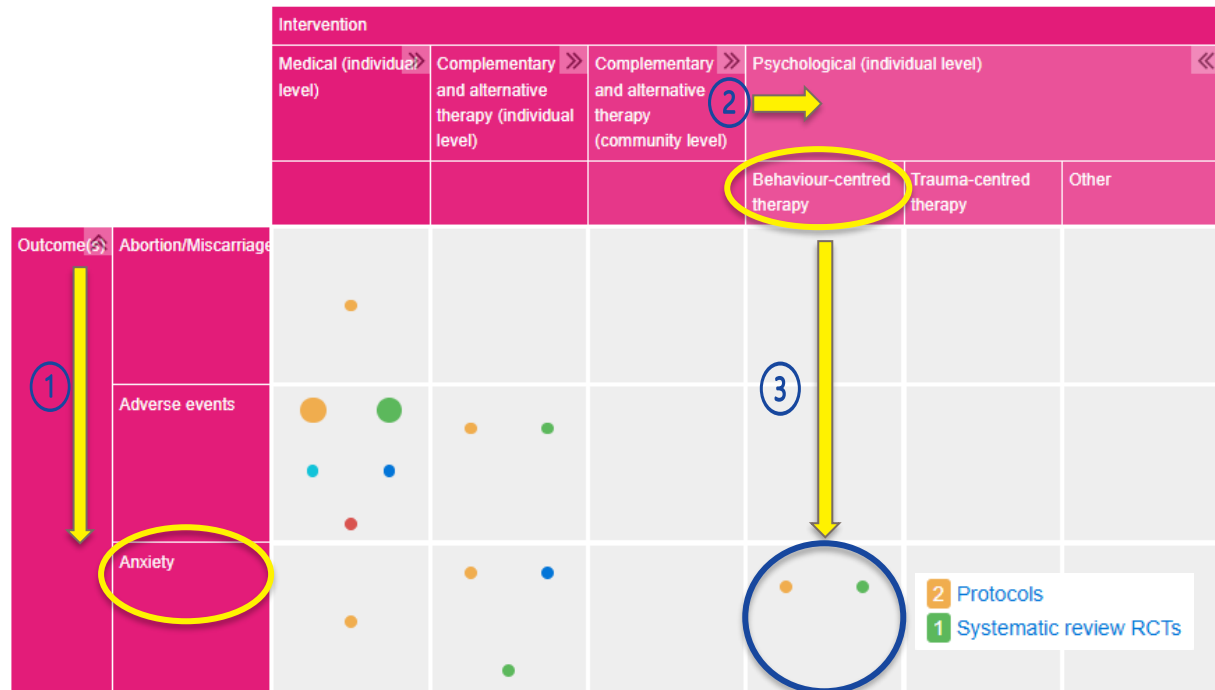 Intervention
Medical (individual
level)
Complementary
and alternative
therapy (individual
level)
Complementary
and alternative
therapy
(community level)
Psychological (individual level)
2
Behaviour-centred
therapy
Trauma-centred
therapy
Other
Outcome(s)
Abortion/Miscarriage
1
Adverse events
3
Anxiety
2 Protocols
1 Systematic review RCTs